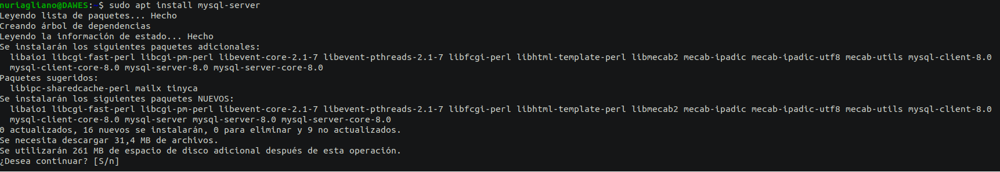 nuriagliano@DAWES:~$ sudo apt install mysql-server
Leyendo lista de paquetes... Hecho
Creando árbol de dependencias
Leyendo la información de estado... Hecho
Se instalarán los siguientes paquetes adicionales:
  libaio1 libcgi-fast-perl libcgi-pm-perl libevent-core-2.1-7 libevent-pthreads-2.1-7 libfcgi-perl libhtml-template-perl libmecab2 mecab-ipadic mecab-ipadic-utf8 mecab-utils mysql-client-8.0
  mysql-client-core-8.0 mysql-server-8.0 mysql-server-core-8.0
Paquetes sugeridos:
  libipc-sharedcache-perl mailx tinyca
Se instalarán los siguientes paquetes NUEVOS:
  libaio1 libcgi-fast-perl libcgi-pm-perl libevent-core-2.1-7 libevent-pthreads-2.1-7 libfcgi-perl libhtml-template-perl libmecab2 mecab-ipadic mecab-ipadic-utf8 mecab-utils mysql-client-8.0
  mysql-client-core-8.0 mysql-server mysql-server-8.0 mysql-server-core-8.0
0 actualizados, 16 nuevos se instalarán, 0 para eliminar y 9 no actualizados.
Se necesita descargar 31,4 MB de archivos.
Se utilizarán 261 MB de espacio de disco adicional después de esta operación.
¿Desea continuar? [S/n]